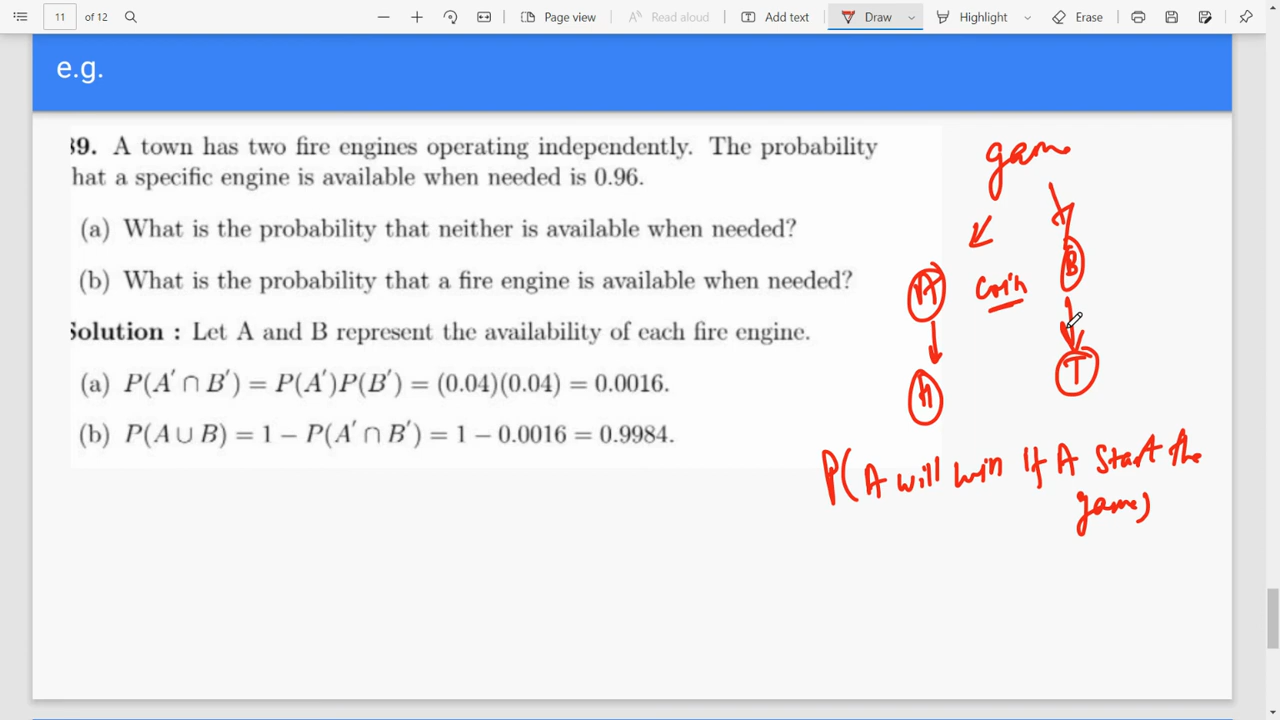 11 of 12
Page view
Read aloud
Add text
Draw
Highlight
Erase
e.g.
39. A town has two fire engines operating independently. The probability
hat a specific engine is available when needed is 0.96.
(a) What is the probability that neither is available when needed?
(b) What is the probability that a fire engine is available when needed?
Solution : Let A and B represent the availability of each fire engine.
(a) P(A′ ∩ B′) = P(A′)P(B′) = (0.04)(0.04) = 0.0016.
(b) P(A ∪ B) = 1 − P(A′ ∩ B′) = 1 − 0.0016 = 0.9984.
game
A coin B
h T
P(A will win If A Start the
game)